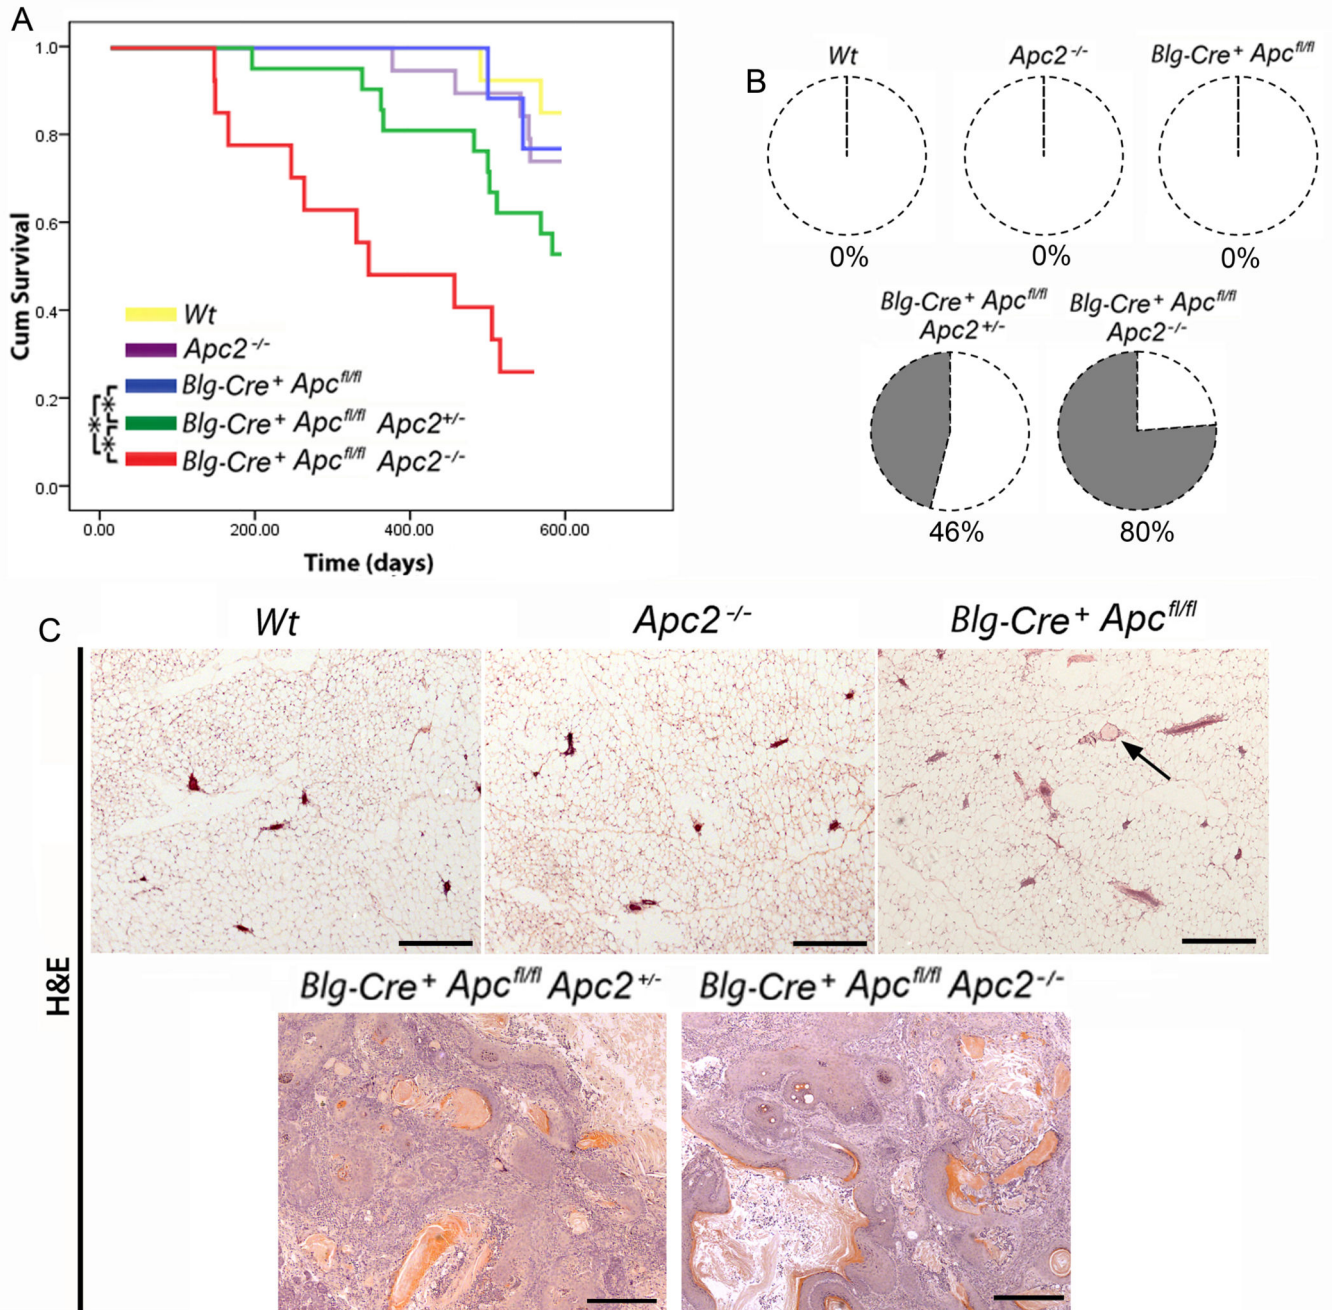 A
Cum Survival
1.0
0.8
0.6
0.4
0.2
0.0
Wt
Apc2-/-
Blg-Cre+ Apcfl/fl
Blg-Cre+ Apcfl/fl Apc2+/-
Blg-Cre+ Apcfl/fl Apc2-/-
*
*
*
0.00 200.00 400.00 600.00
Time (days)
B
Wt Apc2-/- Blg-Cre+ Apcfl/fl
0% 0% 0%
Blg-Cre+ Apcfl/fl Apc2+/-
Blg-Cre+ Apcfl/fl Apc2-/-
46% 80%
C
Wt Apc2-/- Blg-Cre+ Apcfl/fl
H&E
Blg-Cre+ Apcfl/fl Apc2+/- Blg-Cre+ Apcfl/fl Apc2-/-